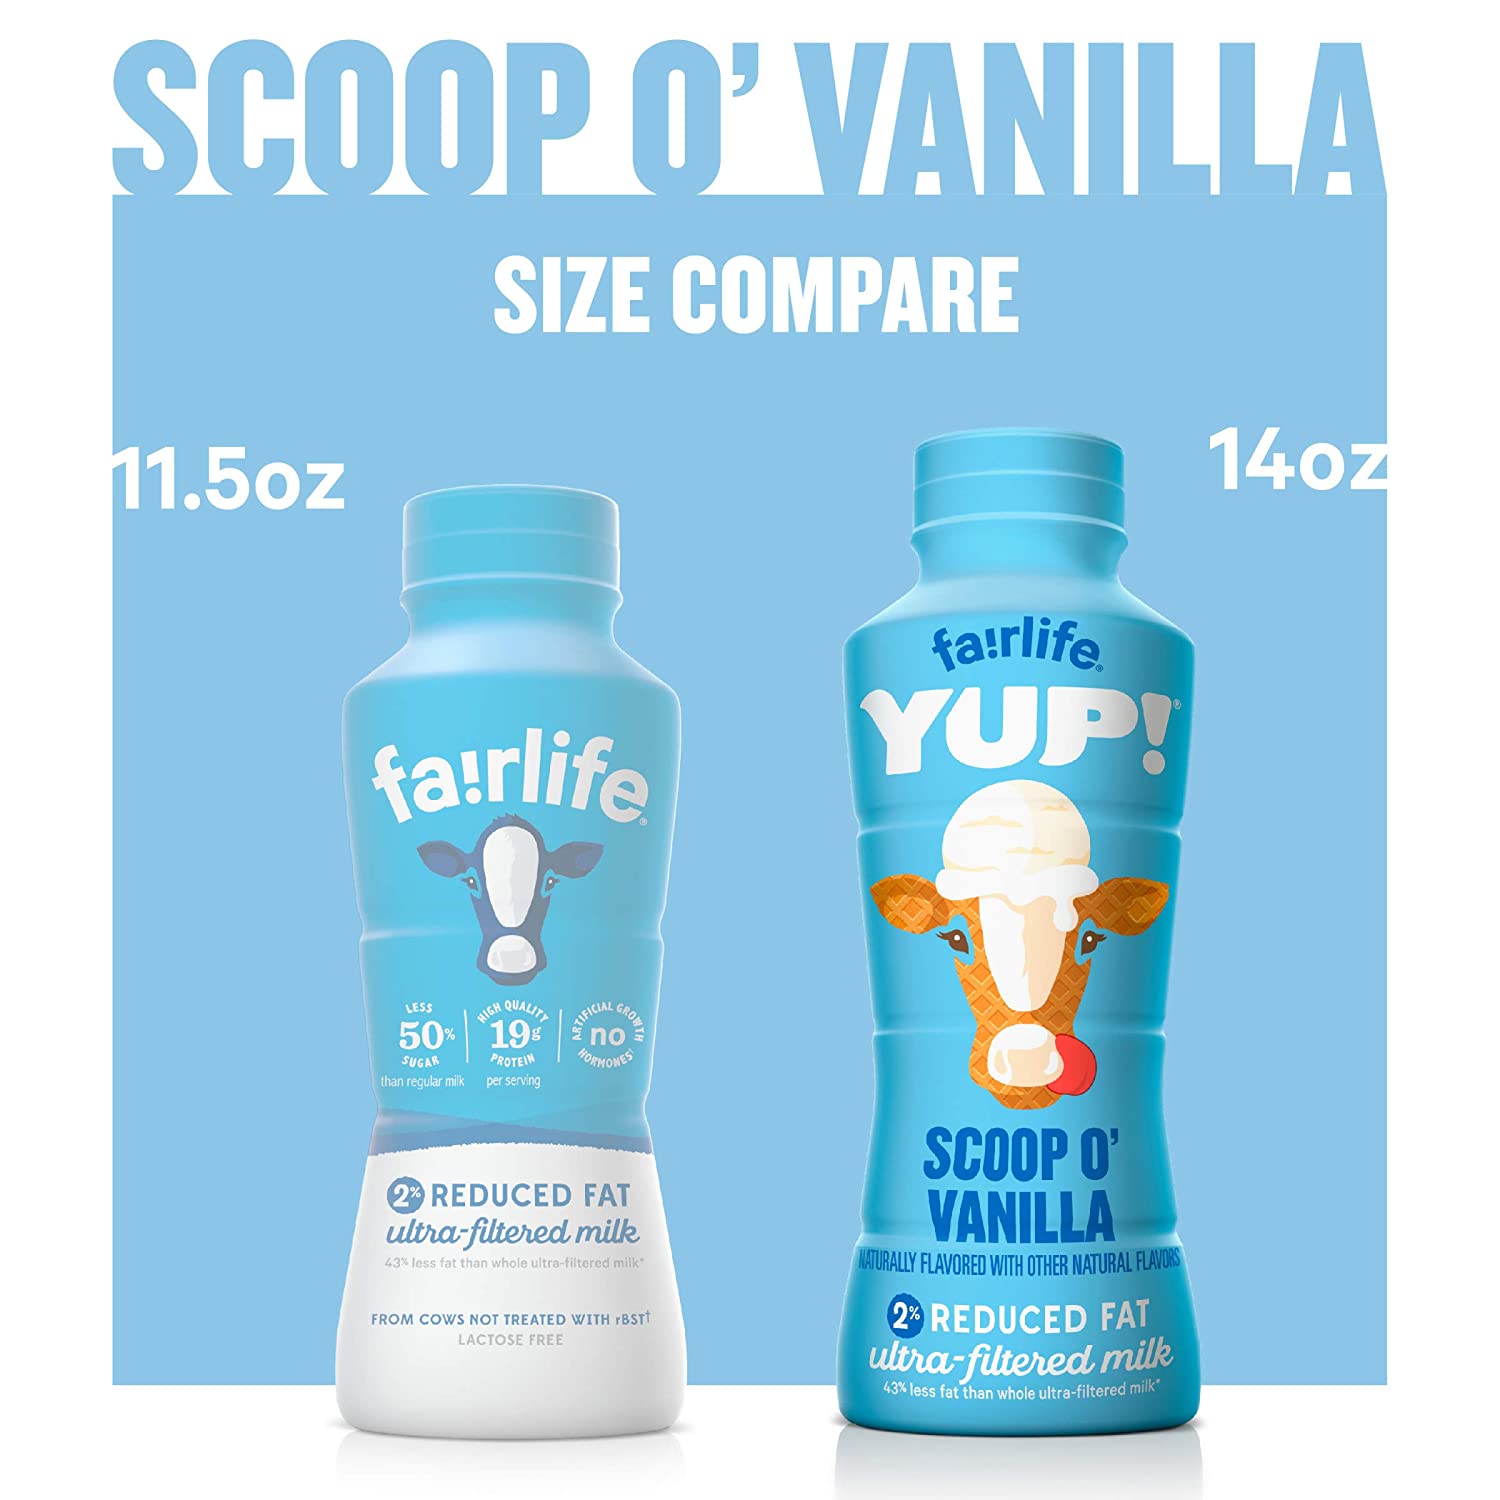 SCOOP O' VANILLA
SIZE COMPARE
11.5oz
14oz
fa!rlife®
LESS
50%
SUGAR
than regular milk
HIGH QUALITY
19g
PROTEIN
per serving
ARTIFICIAL GROWTH
no
HORMONES†
2% REDUCED FAT
ultra-filtered milk
43% less fat than whole ultra-filtered milk*
FROM COWS NOT TREATED WITH rBST†
LACTOSE FREE
fa!rlife®
YUP!®
SCOOP O'
VANILLA
NATURALLY FLAVORED WITH OTHER NATURAL FLAVORS
2% REDUCED FAT
ultra-filtered milk
43% less fat than whole ultra-filtered milk*